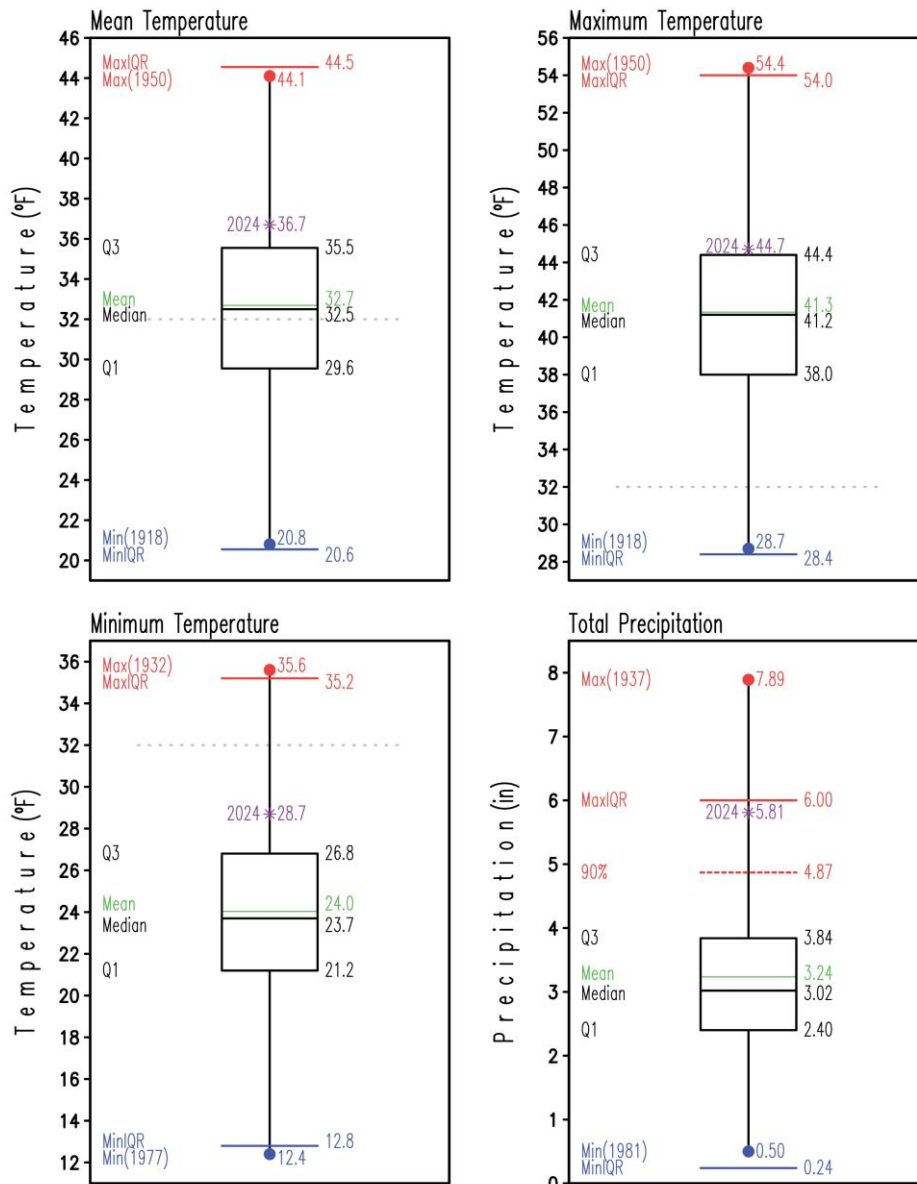 Mean Temperature
Temperature (°F)
46
44
42
40
38
36
34
32
30
28
26
24
22
20
MaxIQR 44.5
Max(1950) 44.1
2024 * 36.7
Q3 35.5
Mean 32.7
Median 32.5
Q1 29.6
Min(1918) 20.8
MinIQR 20.6
Maximum Temperature
Temperature (°F)
56
54
52
50
48
46
44
42
40
38
36
34
32
30
28
Max(1950) 54.4
MaxIQR 54.0
2024 * 44.7
Q3 44.4
Mean 41.3
Median 41.2
Q1 38.0
Min(1918) 28.7
MinIQR 28.4
Minimum Temperature
Temperature (°F)
36
34
32
30
28
26
24
22
20
18
16
14
12
Max(1932) 35.6
MaxIQR 35.2
2024 * 28.7
Q3 26.8
Mean 24.0
Median 23.7
Q1 21.2
MinIQR 12.8
Min(1977) 12.4
Total Precipitation
Precipitation (in)
8
7
6
5
4
3
2
1
0
Max(1937) 7.89
MaxIQR 6.00
2024 * 5.81
90% 4.87
Q3 3.84
Mean 3.24
Median 3.02
Q1 2.40
Min(1981) 0.50
MinIQR 0.24